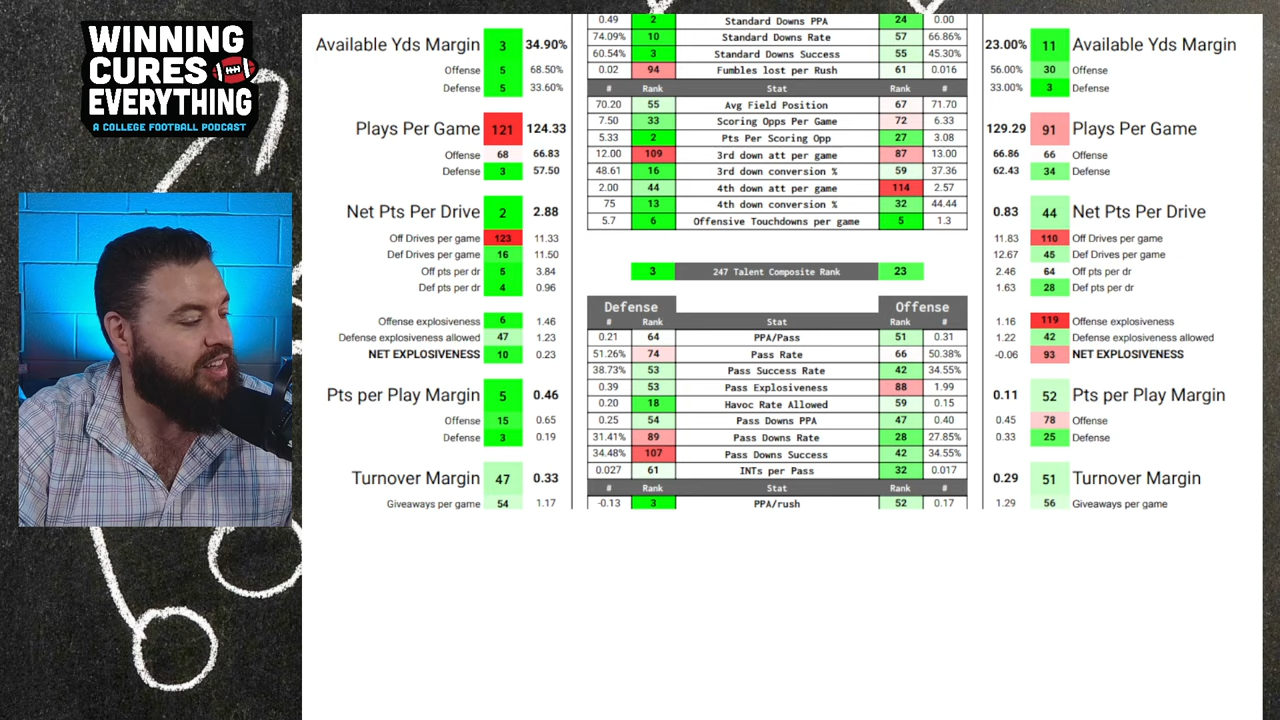 WINNING
CURES
EVERYTHING
A COLLEGE FOOTBALL PODCAST
Available Yds Margin 3 34.90%
Offense 5 68.50%
Defense 5 33.60%
Plays Per Game 121 124.33
Offense 68 66.83
Defense 3 57.50
Net Pts Per Drive 2 2.88
Off Drives per game 123 11.33
Def Drives per game 16 11.50
Off pts per dr 5 3.84
Def pts per dr 4 0.96
Offense explosiveness 6 1.46
Defense explosiveness allowed 47 1.23
NET EXPLOSIVENESS 10 0.23
Pts per Play Margin 5 0.46
Offense 15 0.65
Defense 3 0.19
Turnover Margin 47 0.33
Giveaways per game 54 1.17
0.49 2 Standard Downs PPA 24 0.00
74.09% 10 Standard Downs Rate 57 66.86%
60.54% 3 Standard Downs Success 55 45.30%
0.02 94 Fumbles lost per Rush 61 0.016
# Rank Stat Rank #
70.20 55 Avg Field Position 67 71.70
7.50 33 Scoring Opps Per Game 72 6.33
5.33 2 Pts Per Scoring Opp 27 3.08
12.00 109 3rd down att per game 87 13.00
48.61 16 3rd down conversion % 59 37.36
2.00 44 4th down att per game 114 2.57
75 13 4th down conversion % 32 44.44
5.7 6 Offensive Touchdowns per game 5 1.3
3 247 Talent Composite Rank 23
Defense Offense
# Rank Stat Rank #
0.21 64 PPA/Pass 51 0.31
51.26% 74 Pass Rate 66 50.38%
38.73% 53 Pass Success Rate 42 34.55%
0.39 53 Pass Explosiveness 88 1.99
0.20 18 Havoc Rate Allowed 59 0.15
0.25 54 Pass Downs PPA 47 0.40
31.41% 89 Pass Downs Rate 28 27.85%
34.48% 107 Pass Downs Success 42 34.55%
0.027 61 INTs per Pass 32 0.017
# Rank Stat Rank #
-0.13 3 PPA/rush 52 0.17
23.00% 11 Available Yds Margin
56.00% 30 Offense
33.00% 3 Defense
129.29 91 Plays Per Game
66.86 66 Offense
62.43 34 Defense
0.83 44 Net Pts Per Drive
11.83 110 Off Drives per game
12.67 45 Def Drives per game
2.46 64 Off pts per dr
1.63 28 Def pts per dr
1.16 119 Offense explosiveness
1.22 42 Defense explosiveness allowed
-0.06 93 NET EXPLOSIVENESS
0.11 52 Pts per Play Margin
0.45 78 Offense
0.33 25 Defense
0.29 51 Turnover Margin
1.29 56 Giveaways per game